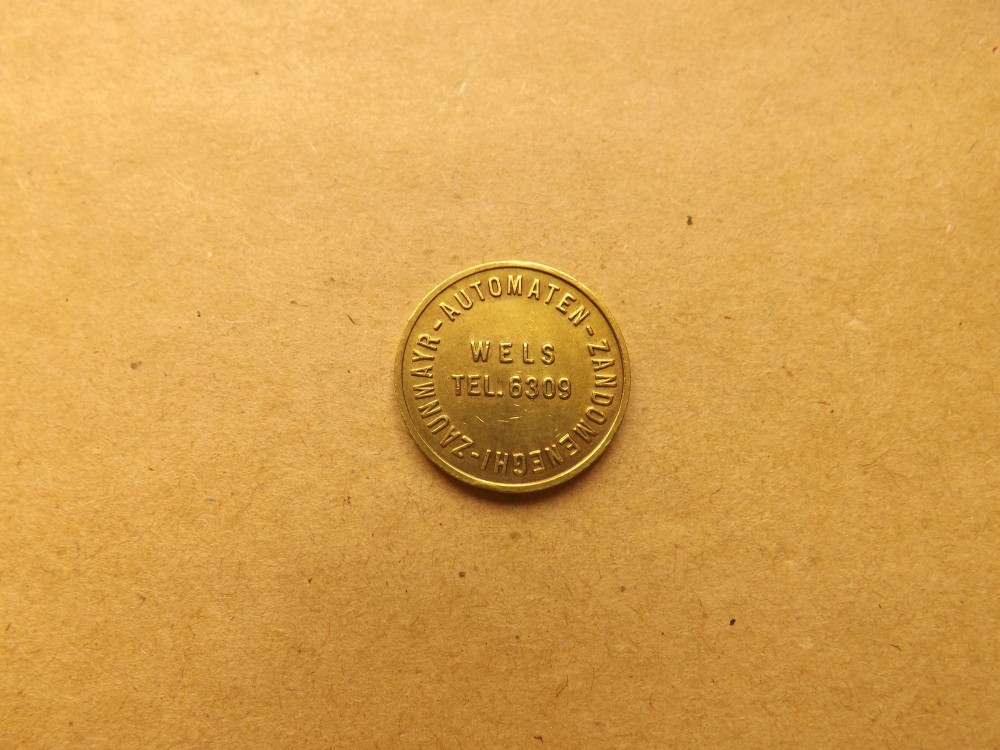 AUTOMATEN-ZANDOMENEGHI-ZAUNMAYR-
WELS
TEL. 6309